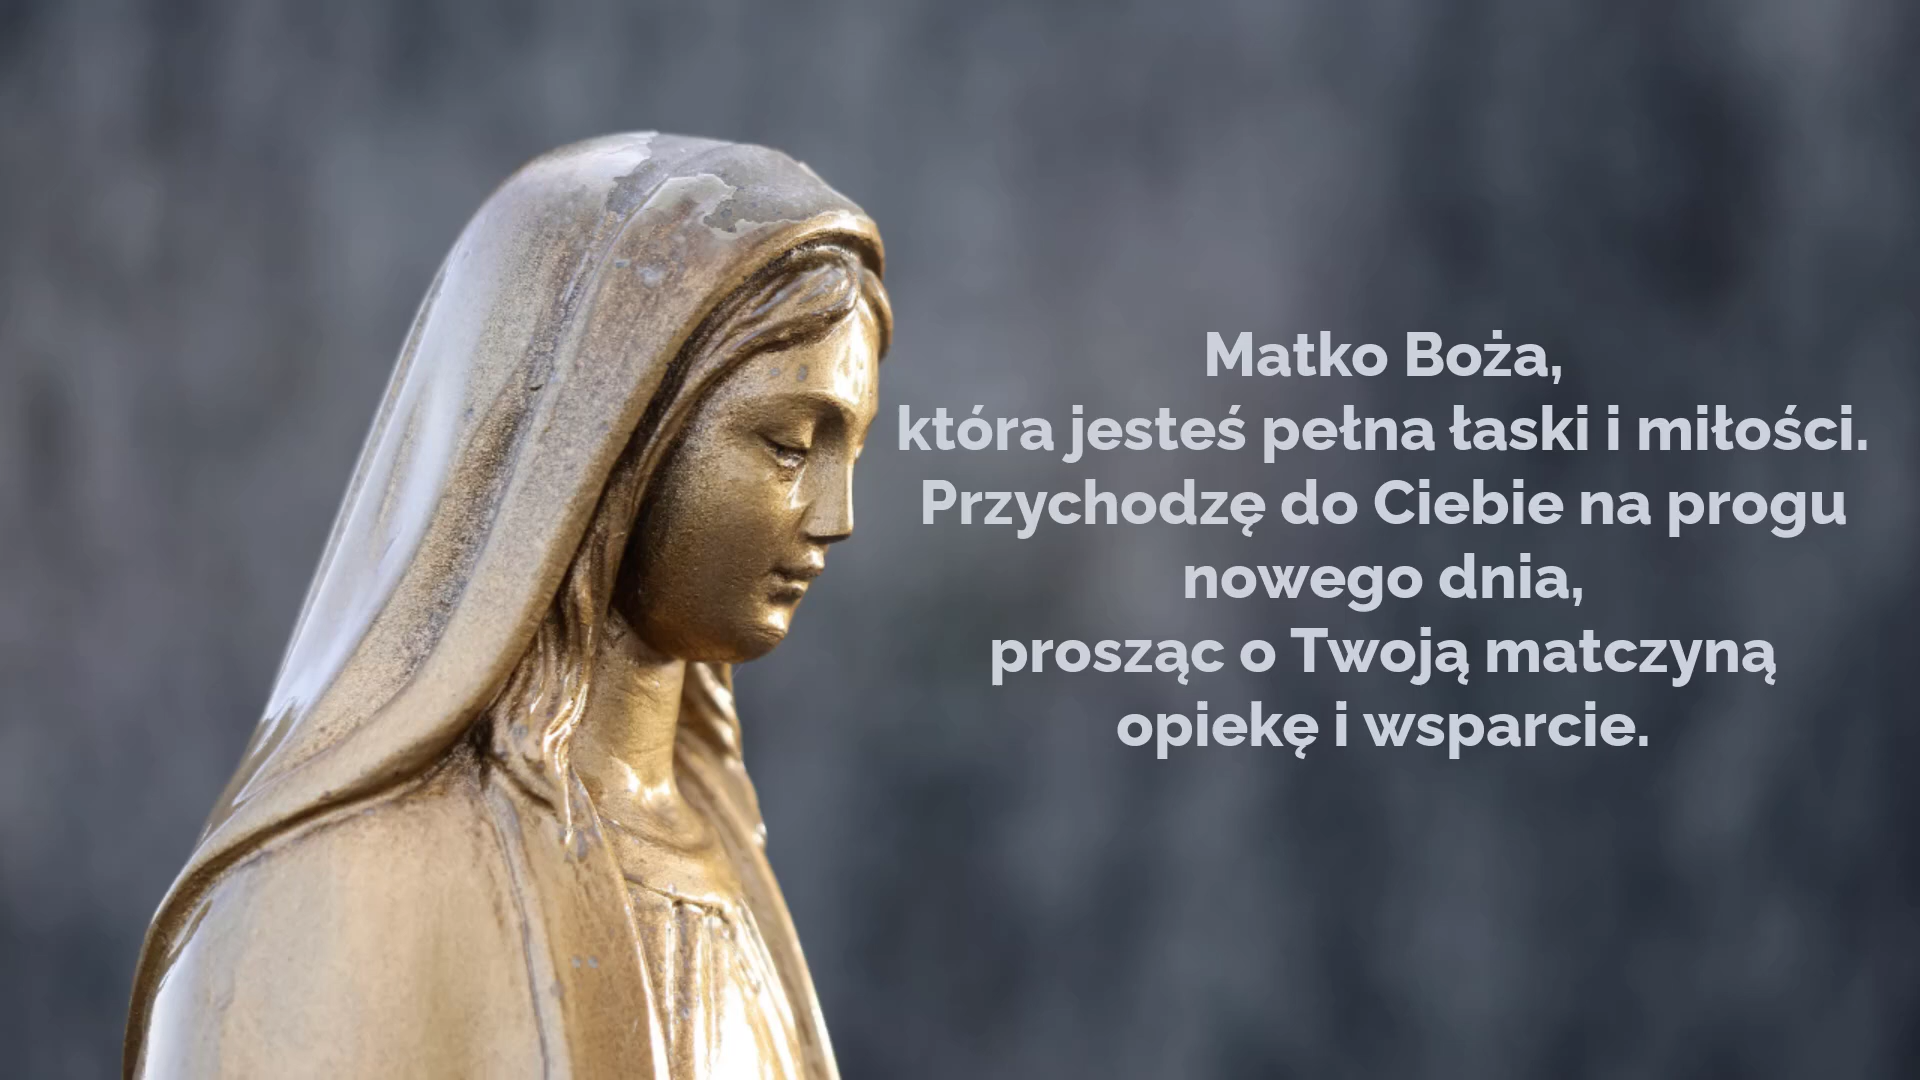 Matko Boża,
która jesteś pełna łaski i miłości.
Przychodzę do Ciebie na progu
nowego dnia,
prosząc o Twoją matczyną
opiekę i wsparcie.